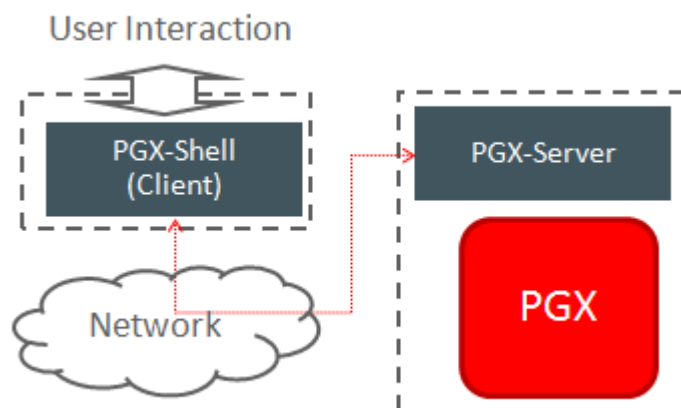 User Interaction
PGX-Shell
(Client)
PGX-Server
Network
PGX